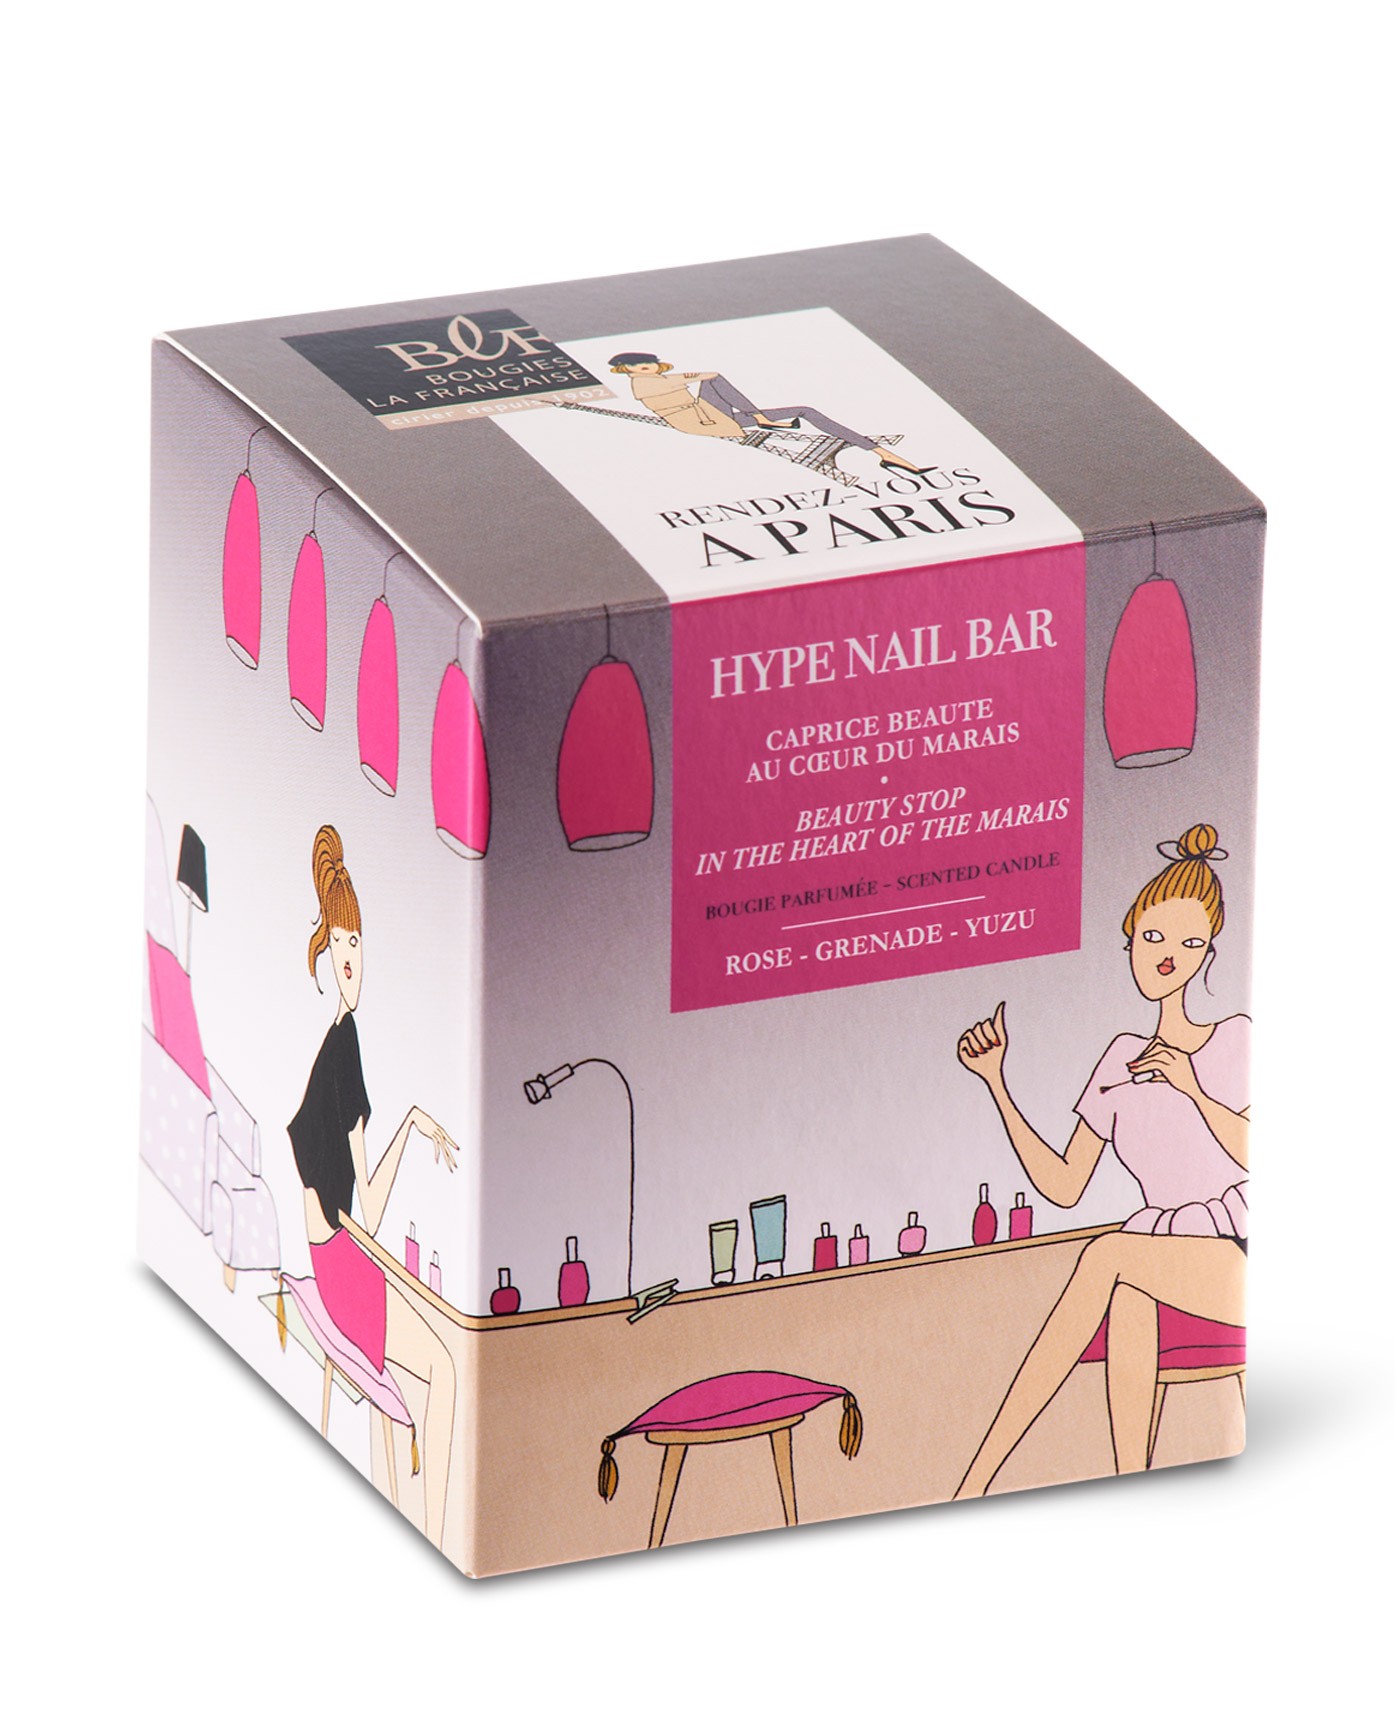 BLF
BOUGIES
LA FRANÇAISE
cirier depuis 1902
RENDEZ-VOUS
A PARIS
HYPE NAIL BAR
CAPRICE BEAUTE
AU CŒUR DU MARAIS
•
BEAUTY STOP
IN THE HEART OF THE MARAIS
BOUGIE PARFUMÉE – SCENTED CANDLE
ROSE - GRENADE - YUZU